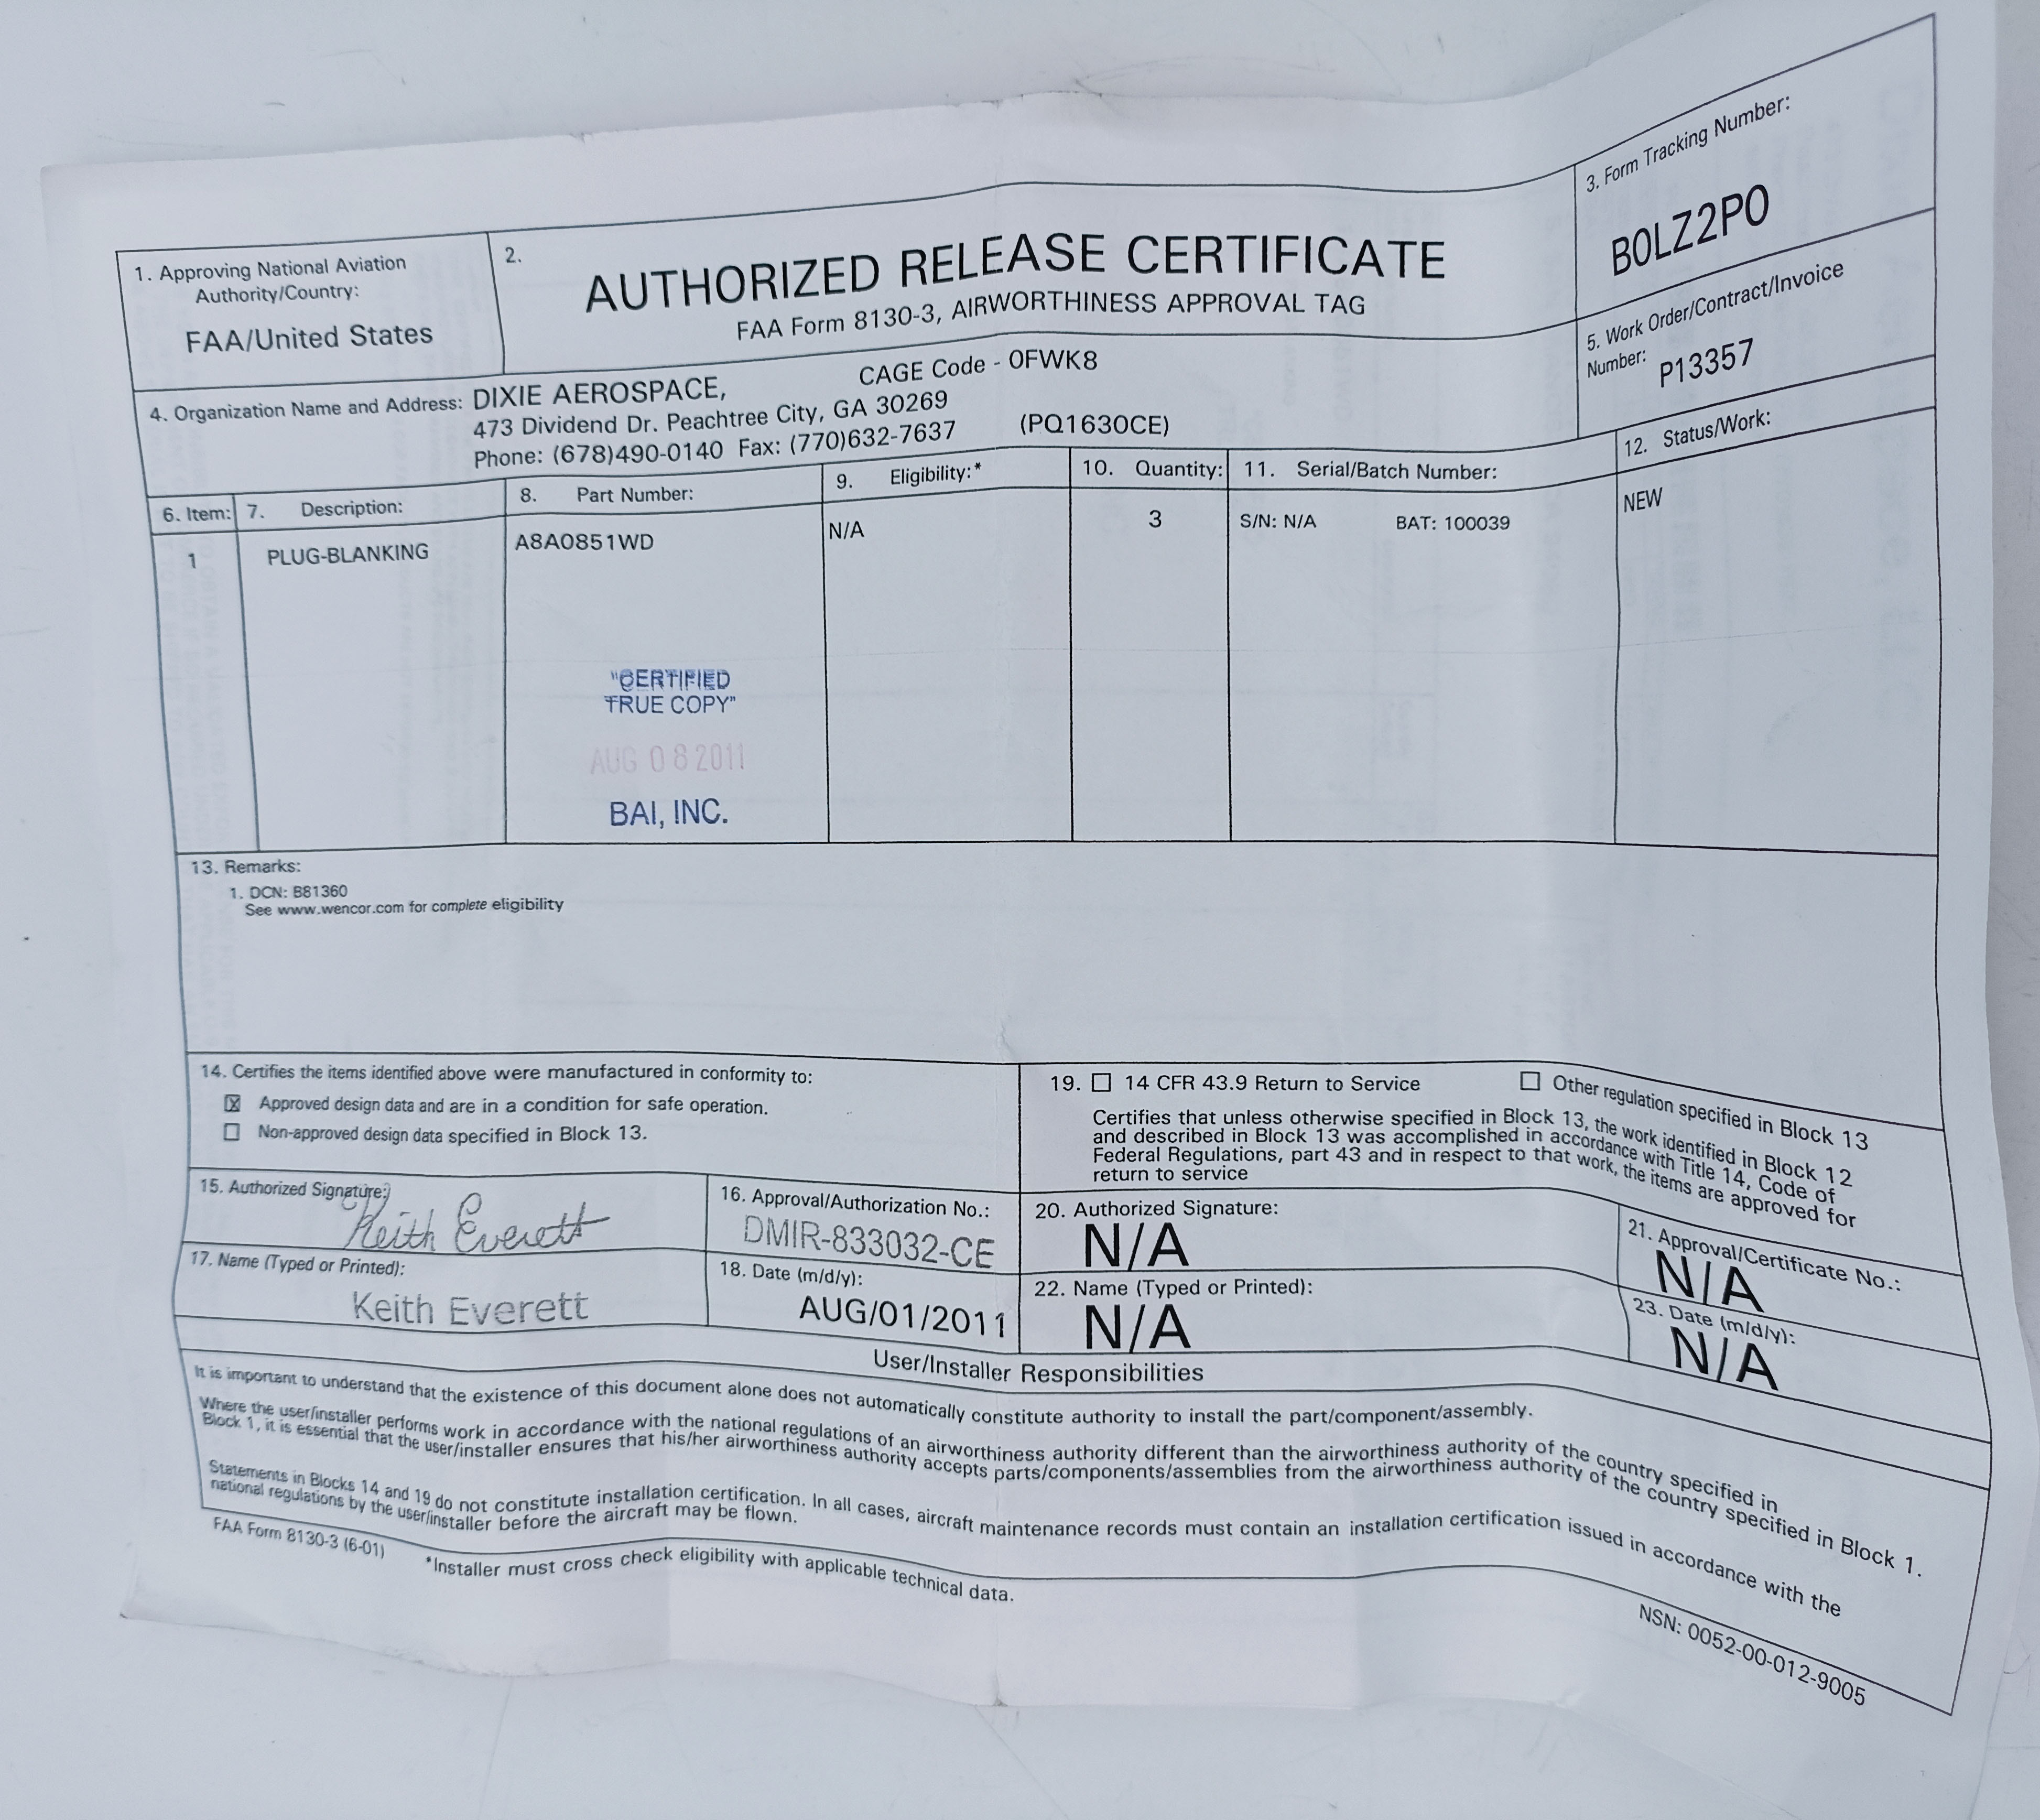 1. Approving National Aviation
Authority/Country:
FAA/United States
2.
AUTHORIZED RELEASE CERTIFICATE
FAA Form 8130-3, AIRWORTHINESS APPROVAL TAG
3. Form Tracking Number:
B0LZ2P0
4. Organization Name and Address: DIXIE AEROSPACE, CAGE Code - 0FWK8
473 Dividend Dr. Peachtree City, GA 30269
Phone: (678)490-0140 Fax: (770)632-7637 (PQ1630CE)
5. Work Order/Contract/Invoice
Number: P13357
6. Item: 7. Description: 8. Part Number: 9. Eligibility:* 10. Quantity: 11. Serial/Batch Number: 12. Status/Work:
1 PLUG-BLANKING A8A0851WD N/A 3 S/N: N/A BAT: 100039 NEW
"CERTIFIED
TRUE COPY"
AUG 08 2011
BAI, INC.
13. Remarks:
1. DCN: B81360
See www.wencor.com for complete eligibility
14. Certifies the items identified above were manufactured in conformity to:
☒ Approved design data and are in a condition for safe operation.
☐ Non-approved design data specified in Block 13.
19. ☐ 14 CFR 43.9 Return to Service ☐ Other regulation specified in Block 13
Certifies that unless otherwise specified in Block 13, the work identified in Block 12
and described in Block 13 was accomplished in accordance with Title 14, Code of
Federal Regulations, part 43 and in respect to that work, the items are approved for
return to service
15. Authorized Signature:
Keith Everett
16. Approval/Authorization No.:
DMIR-833032-CE
20. Authorized Signature:
N/A
21. Approval/Certificate No.:
N/A
17. Name (Typed or Printed):
Keith Everett
18. Date (m/d/y):
AUG/01/2011
22. Name (Typed or Printed):
N/A
23. Date (m/d/y):
N/A
User/Installer Responsibilities
It is important to understand that the existence of this document alone does not automatically constitute authority to install the part/component/assembly.
Where the user/installer performs work in accordance with the national regulations of an airworthiness authority different than the airworthiness authority of the country specified in
Block 1, it is essential that the user/installer ensures that his/her airworthiness authority accepts parts/components/assemblies from the airworthiness authority of the country specified in Block 1.
Statements in Blocks 14 and 19 do not constitute installation certification. In all cases, aircraft maintenance records must contain an installation certification issued in accordance with the
national regulations by the user/installer before the aircraft may be flown.
FAA Form 8130-3 (6-01)
*Installer must cross check eligibility with applicable technical data.
NSN: 0052-00-012-9005